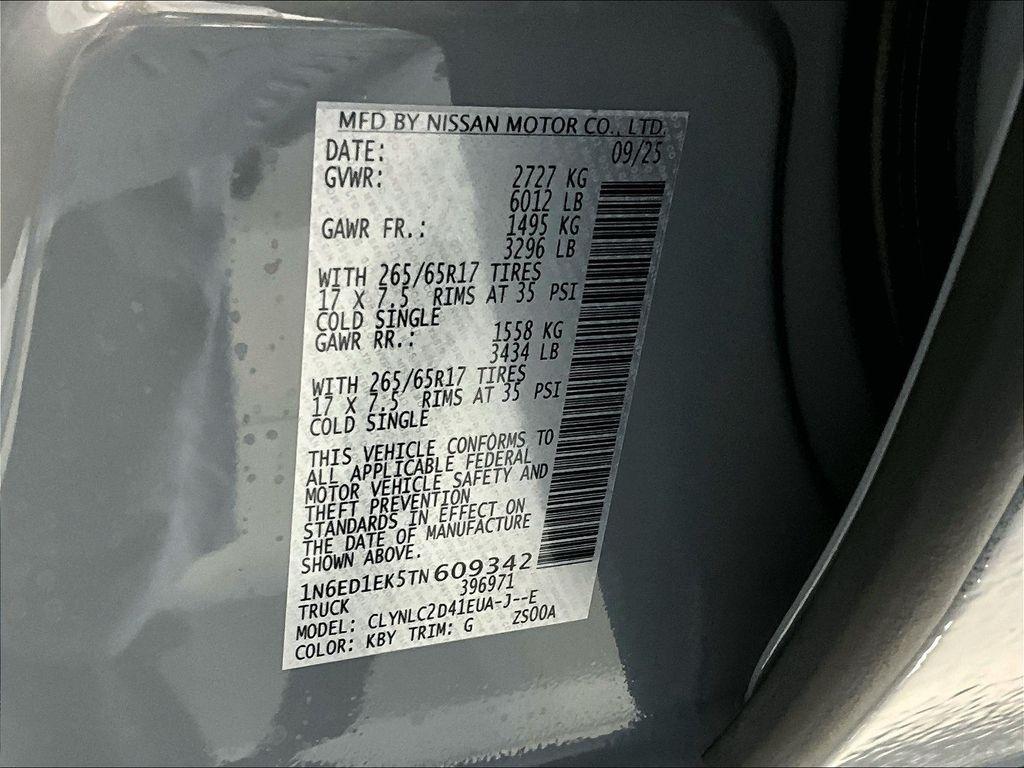 MFD BY NISSAN MOTOR CO., LTD.
DATE: 09/25
GVWR: 2727 KG
6012 LB
GAWR FR.: 1495 KG
3296 LB
WITH 265/65R17 TIRES
17 X 7.5 RIMS AT 35 PSI
COLD SINGLE
GAWR RR.: 1558 KG
3434 LB
WITH 265/65R17 TIRES
17 X 7.5 RIMS AT 35 PSI
COLD SINGLE
THIS VEHICLE CONFORMS TO
ALL APPLICABLE FEDERAL
MOTOR VEHICLE SAFETY AND
THEFT PREVENTION
STANDARDS IN EFFECT ON
THE DATE OF MANUFACTURE
SHOWN ABOVE.
1N6ED1EK5TN609342
TRUCK 396971
MODEL: CLYNLC2D41EUA-J--E
COLOR: KBY TRIM: G ZS00A